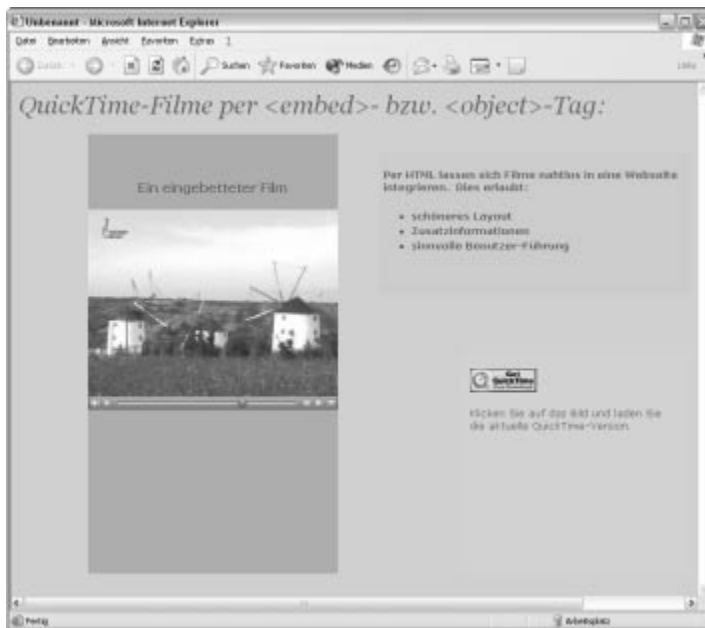 Unbenannt - Microsoft Internet Explorer
Datei Bearbeiten Ansicht Favoriten Extras ?
Zurück Suchen Favoriten Medien Links
QuickTime-Filme per <embed>- bzw. <object>-Tag:
Ein eingebetteter Film
Per HTML lassen sich Filme nahtlos in eine Webseite
integrieren. Dies erlaubt:
• schöneres Layout
• Zusatzinformationen
• sinnvolle Benutzer-Führung
Get
QuickTime
Klicken Sie auf das Bild und laden Sie
die aktuelle QuickTime-Version.
Fertig Arbeitsplatz